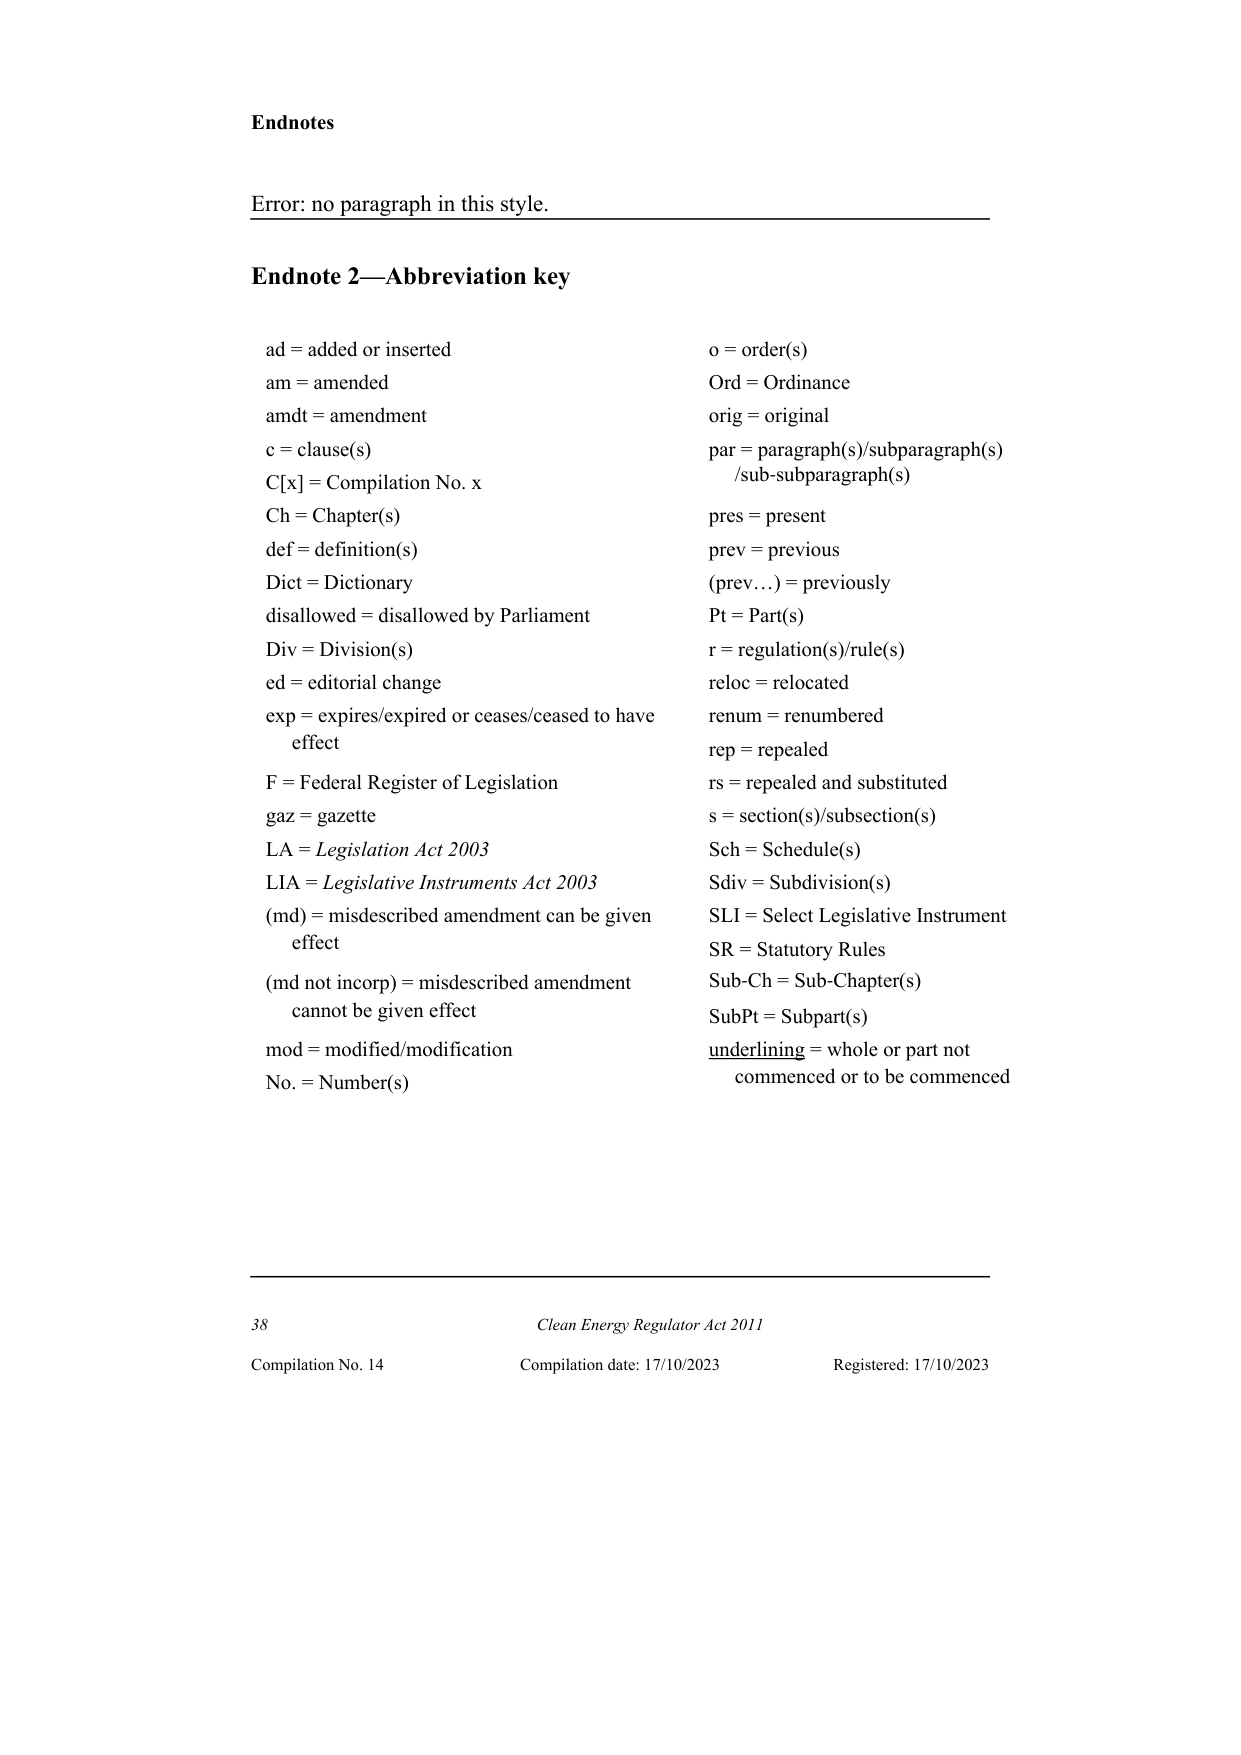 Endnotes
Error: no paragraph in this style.
Endnote 2—Abbreviation key
ad = added or inserted
am = amended
amdt = amendment
c = clause(s)
C[x] = Compilation No. x
Ch = Chapter(s)
def = definition(s)
Dict = Dictionary
disallowed = disallowed by Parliament
Div = Division(s)
ed = editorial change
exp = expires/expired or ceases/ceased to have
effect
F = Federal Register of Legislation
gaz = gazette
LA = Legislation Act 2003
LIA = Legislative Instruments Act 2003
(md) = misdescribed amendment can be given
effect
(md not incorp) = misdescribed amendment
cannot be given effect
mod = modified/modification
No. = Number(s)
o = order(s)
Ord = Ordinance
orig = original
par = paragraph(s)/subparagraph(s)
/sub-subparagraph(s)
pres = present
prev = previous
(prev…) = previously
Pt = Part(s)
r = regulation(s)/rule(s)
reloc = relocated
renum = renumbered
rep = repealed
rs = repealed and substituted
s = section(s)/subsection(s)
Sch = Schedule(s)
Sdiv = Subdivision(s)
SLI = Select Legislative Instrument
SR = Statutory Rules
Sub-Ch = Sub-Chapter(s)
SubPt = Subpart(s)
underlining = whole or part not
commenced or to be commenced
38 Clean Energy Regulator Act 2011
Compilation No. 14 Compilation date: 17/10/2023 Registered: 17/10/2023